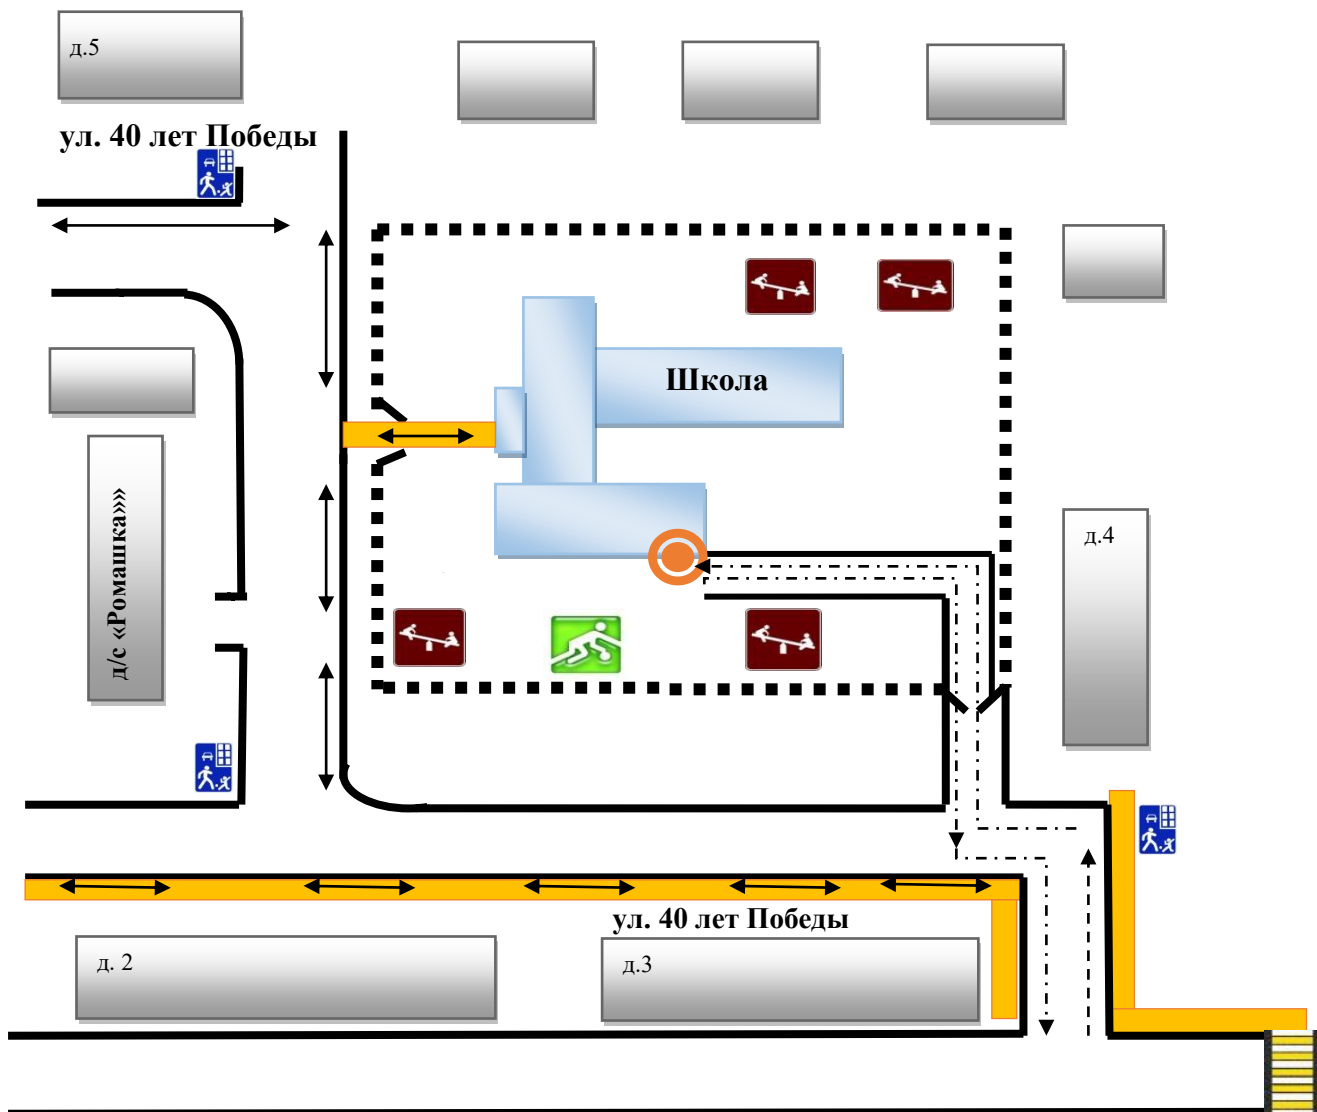 д.5
ул. 40 лет Победы
Школа
д/с «Ромашка»»
д.4
ул. 40 лет Победы
д. 2
д.3